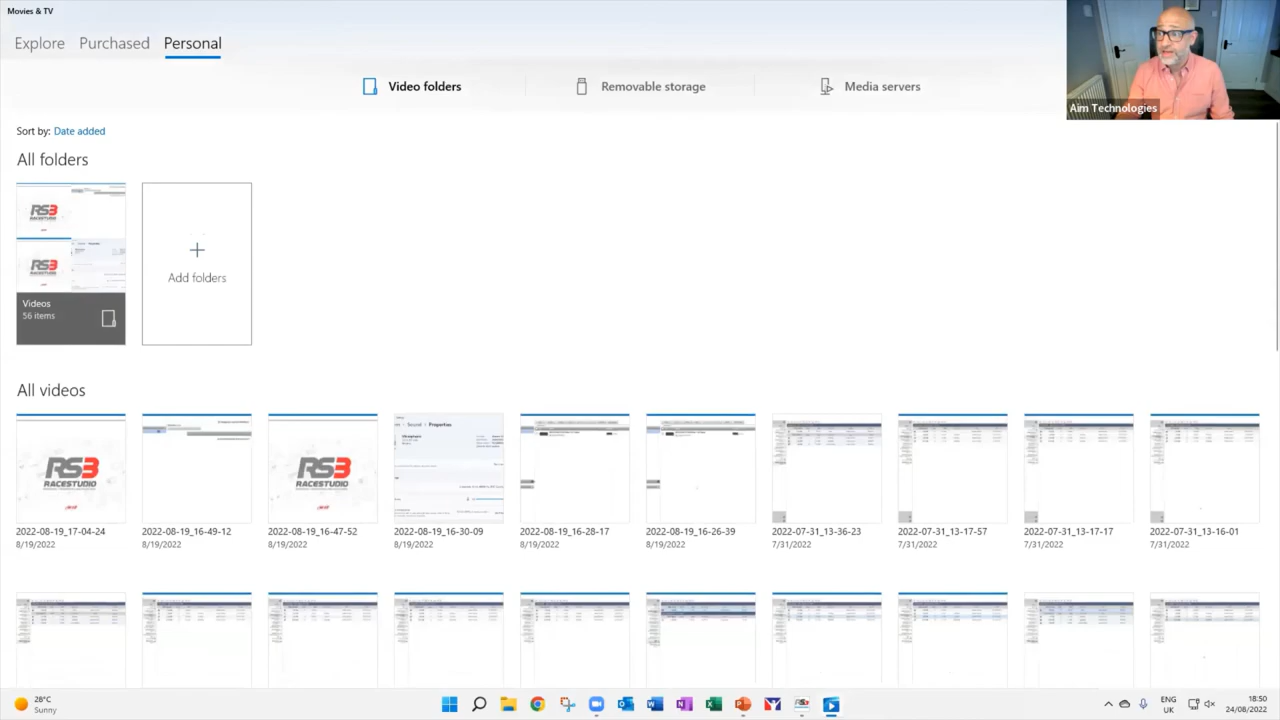 Movies & TV
Explore Purchased Personal
Video folders Removable storage Media servers
Aim Technologies
Sort by: Date added
All folders
RS3
RACESTUDIO
RS3
RACESTUDIO
Videos
56 items
Add folders
All videos
RS3
RACESTUDIO
RS3
RACESTUDIO
Sound > Properties
2022-08-19_17-04-24 2022-08-19_16-49-12 2022-08-19_16-47-52 2022-08-19_16-30-09 2022-08-19_16-28-17 2022-08-19_16-26-39 2022-07-31_13-36-23 2022-07-31_13-17-57 2022-07-31_13-17-17 2022-07-31_13-16-01
8/19/2022 8/19/2022 8/19/2022 8/19/2022 8/19/2022 8/19/2022 7/31/2022 7/31/2022 7/31/2022 7/31/2022
28°C
Sunny
ENG
UK
18:50
24/08/2022